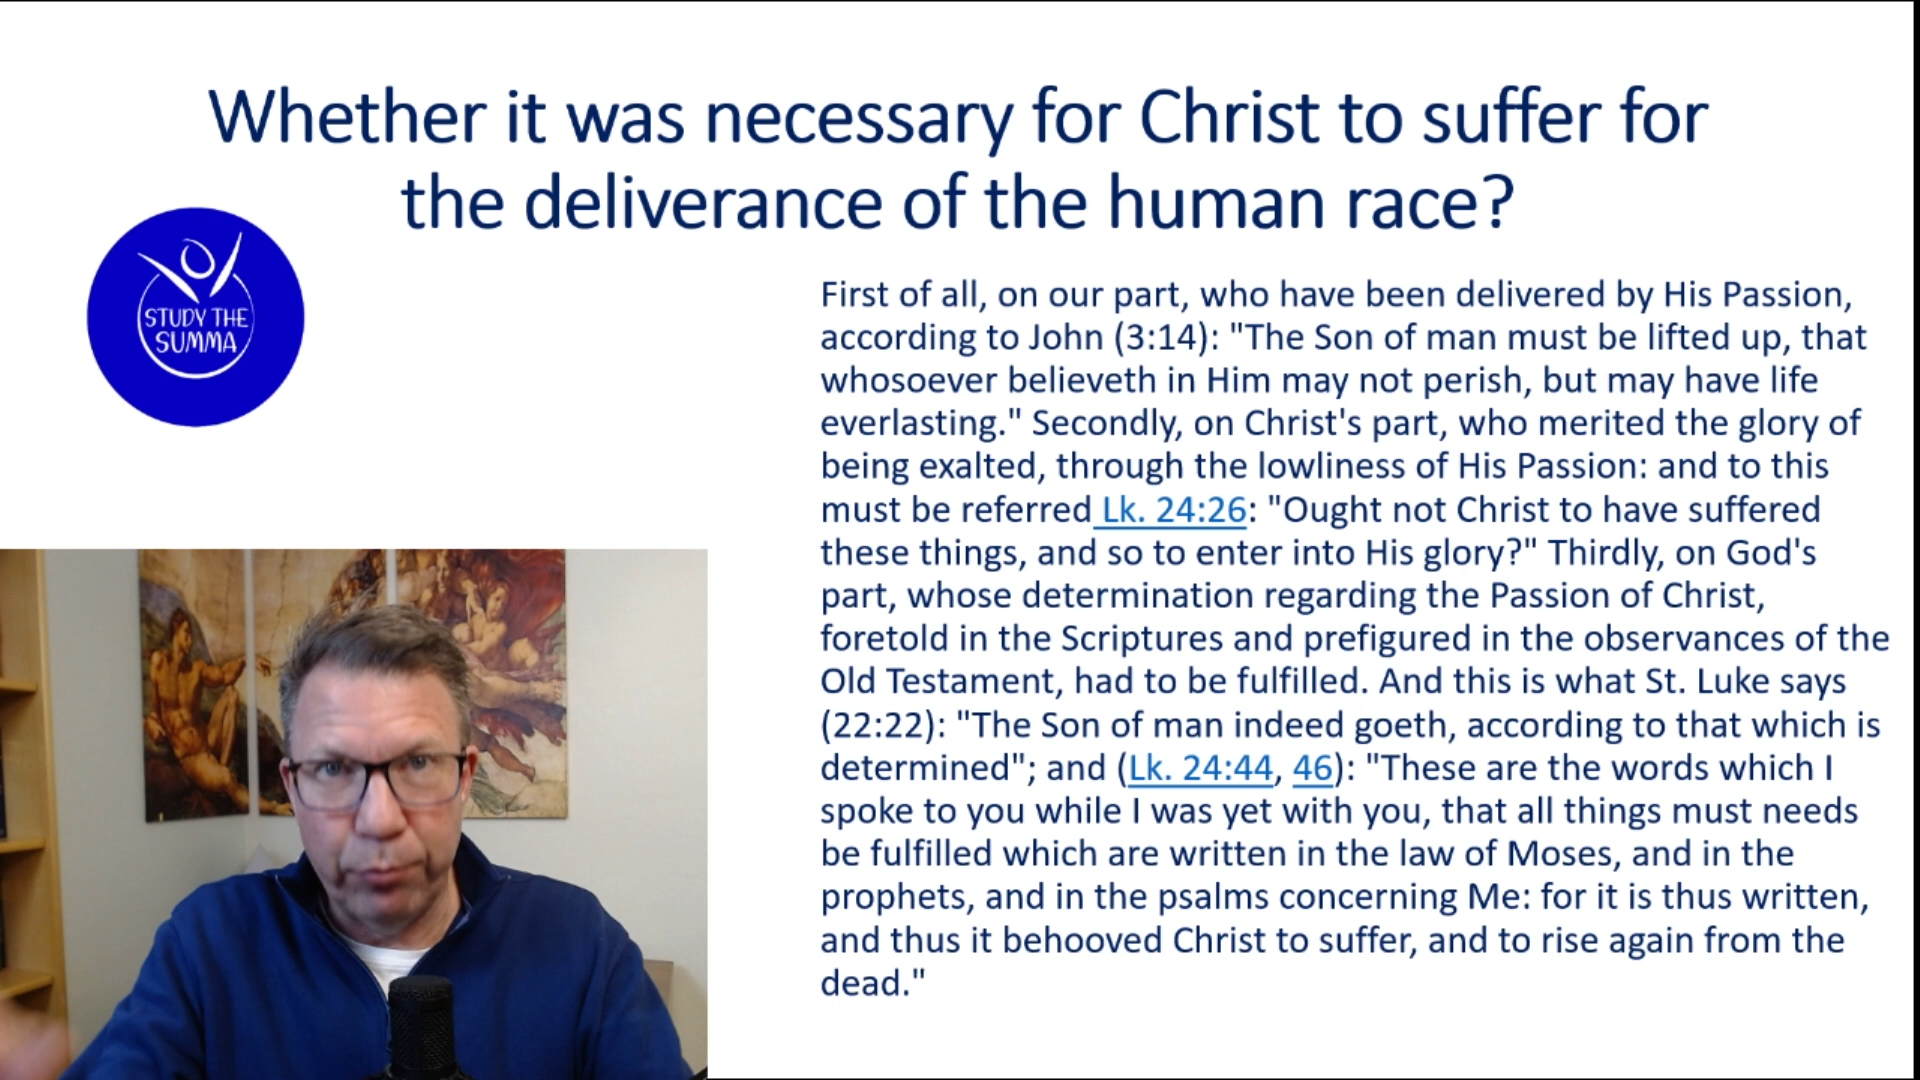 Whether it was necessary for Christ to suffer for
the deliverance of the human race?
STUDY THE
SUMMA
First of all, on our part, who have been delivered by His Passion,
according to John (3:14): "The Son of man must be lifted up, that
whosoever believeth in Him may not perish, but may have life
everlasting." Secondly, on Christ's part, who merited the glory of
being exalted, through the lowliness of His Passion: and to this
must be referred Lk. 24:26: "Ought not Christ to have suffered
these things, and so to enter into His glory?" Thirdly, on God's
part, whose determination regarding the Passion of Christ,
foretold in the Scriptures and prefigured in the observances of the
Old Testament, had to be fulfilled. And this is what St. Luke says
(22:22): "The Son of man indeed goeth, according to that which is
determined"; and (Lk. 24:44, 46): "These are the words which I
spoke to you while I was yet with you, that all things must needs
be fulfilled which are written in the law of Moses, and in the
prophets, and in the psalms concerning Me: for it is thus written,
and thus it behooved Christ to suffer, and to rise again from the
dead."